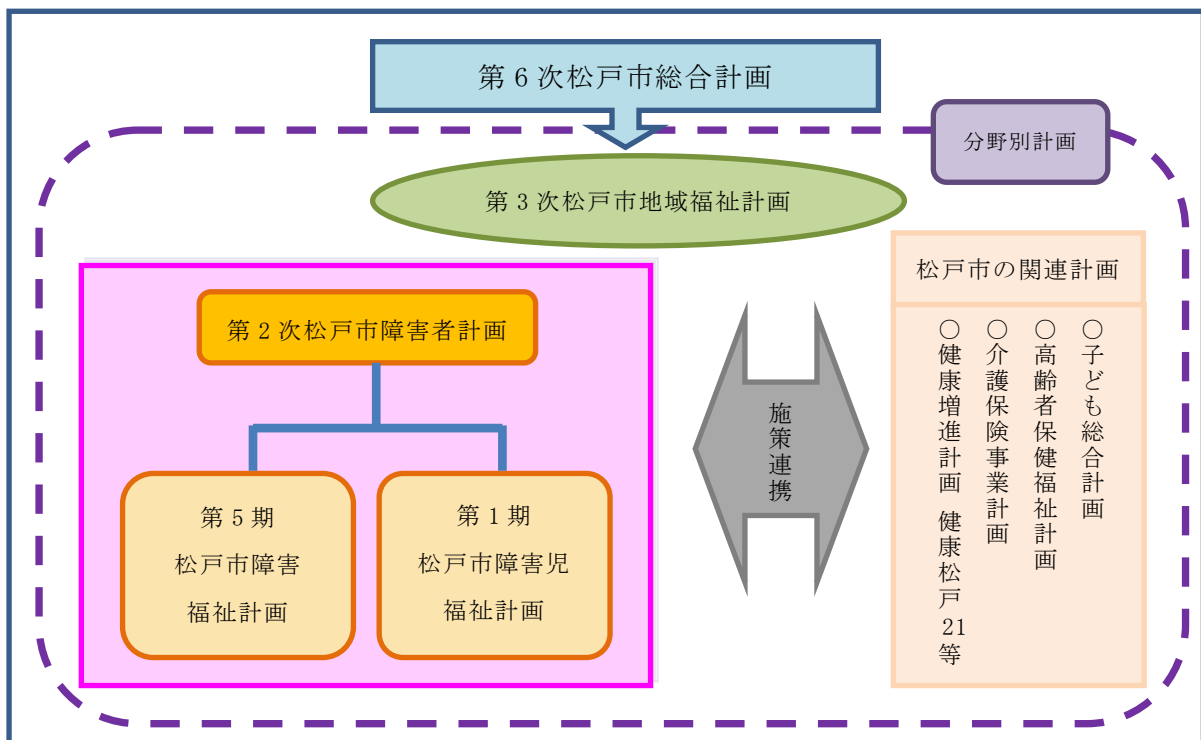 第6次松戸市総合計画
分野別計画
第3次松戸市地域福祉計画
第2次松戸市障害者計画
第5期
松戸市障害
福祉計画
第1期
松戸市障害児
福祉計画
施策連携
松戸市の関連計画
○子ども総合計画
○高齢者保健福祉計画
○介護保険事業計画
○健康増進計画 健康松戸21等